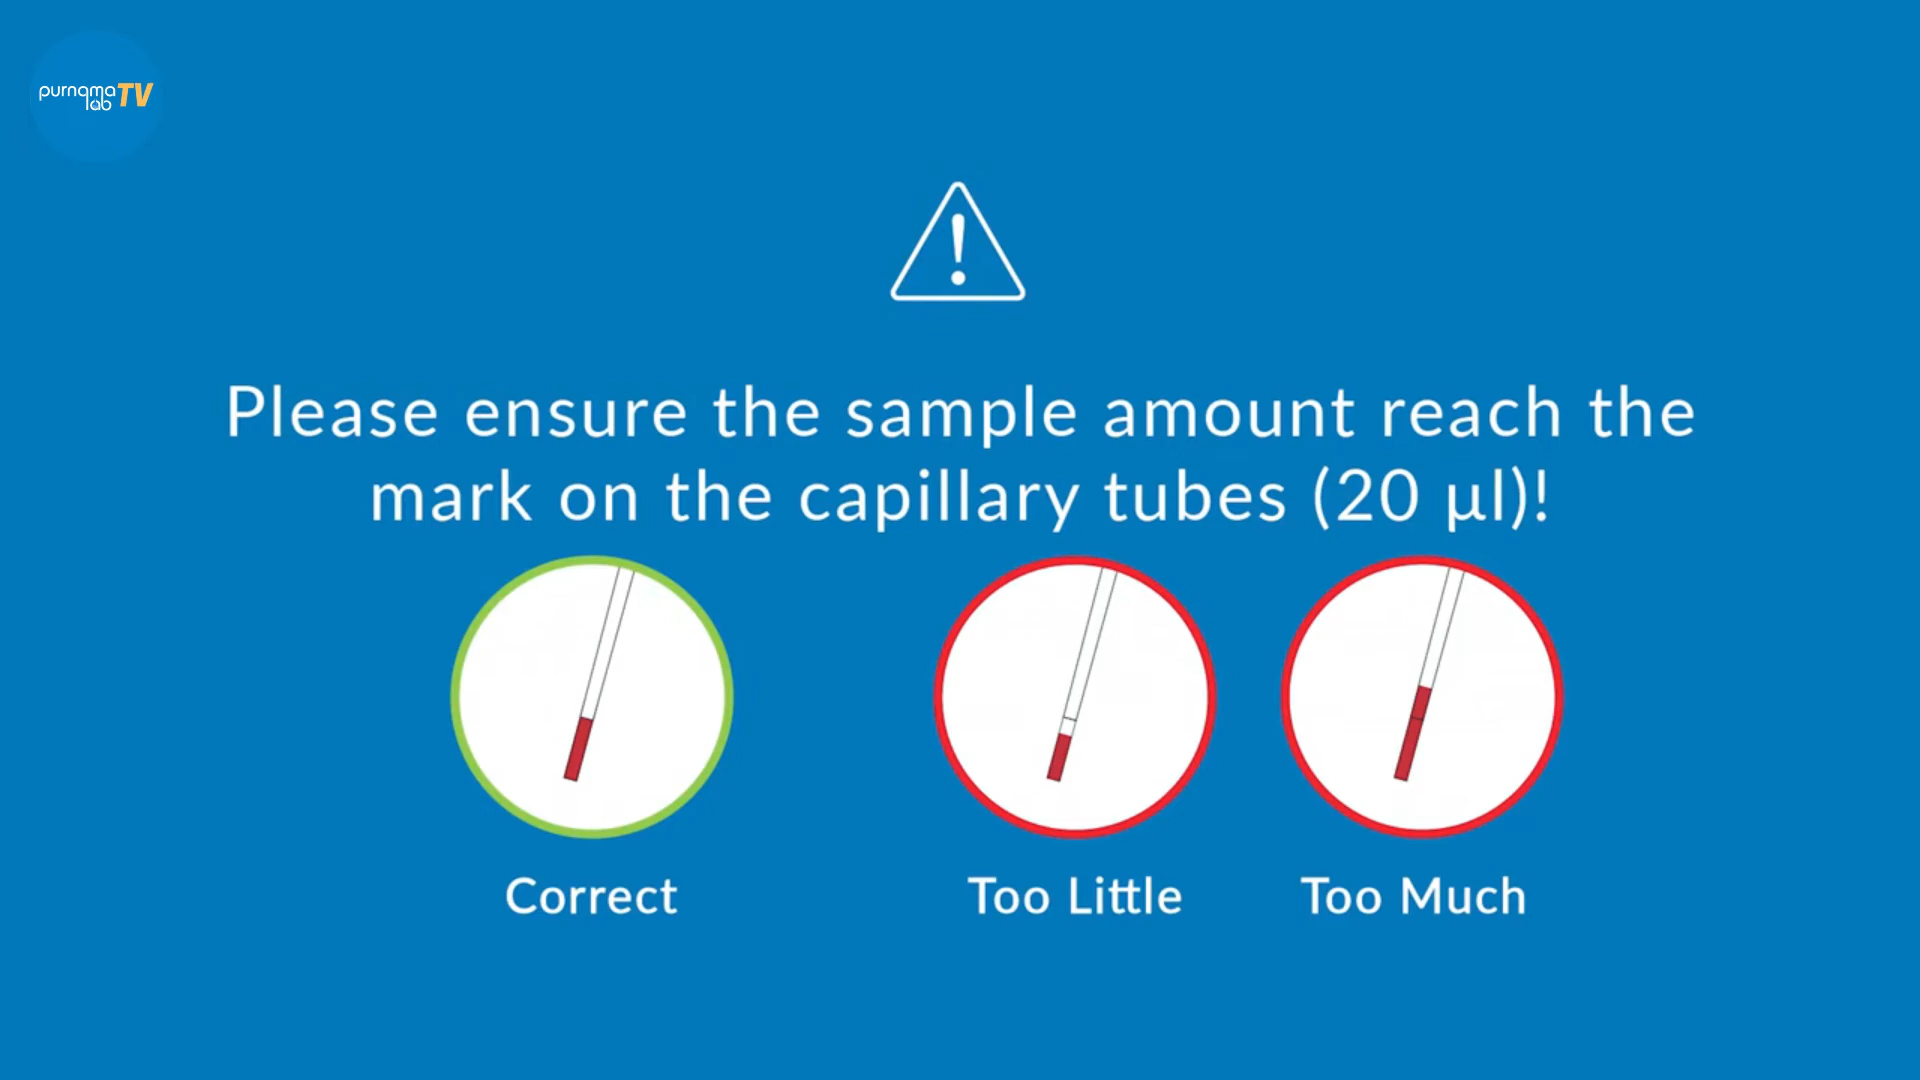 purnama
lab TV
Please ensure the sample amount reach the
mark on the capillary tubes (20 µl)!
Correct
Too Little
Too Much